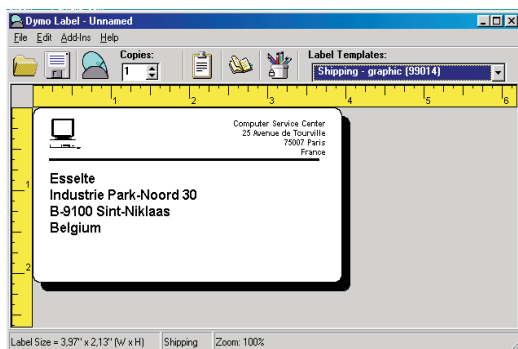 Dymo Label - Unnamed
File Edit Add-Ins Help
Copies:
1
Label Templates:
Shipping - graphic (99014)
1 2 3 4 5 6
Computer Service Center
25 Avenue de Tourville
75007 Paris
France
1
Esselte
Industrie Park-Noord 30
B-9100 Sint-Niklaas
Belgium
2
Label Size = 3,97" x 2,13" (W x H) Shipping Zoom: 100%